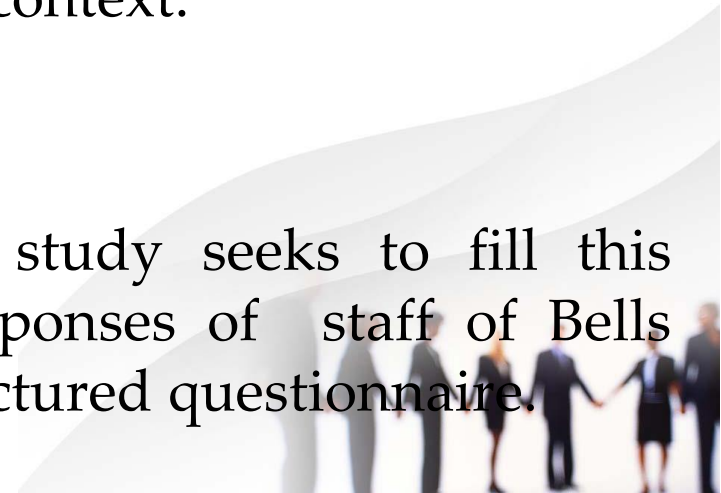 context.
study seeks to fill this
ponses of staff of Bells
ctured questionnaire.